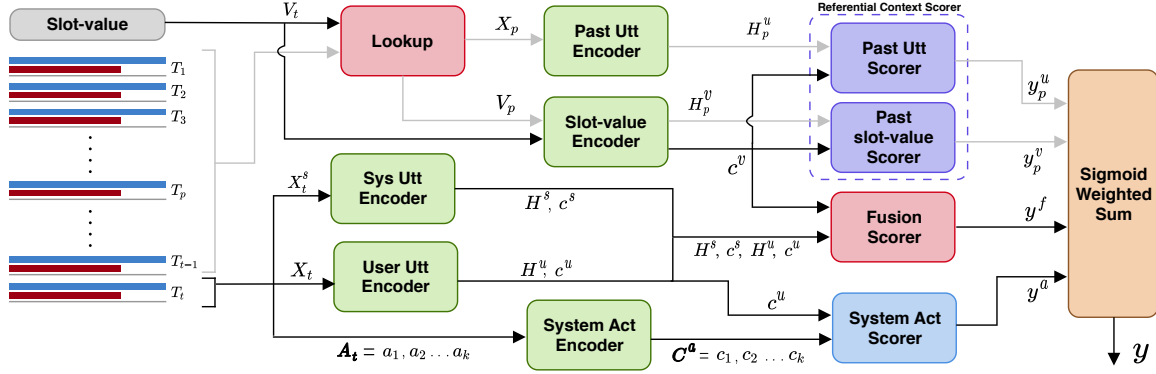 Slot-value
V_t
T_1
T_2
T_3
T_p
T_{t-1}
T_t
Lookup
X_p
V_p
Past Utt
Encoder
H_p^u
Slot-value
Encoder
H_p^v
c^v
Referential Context Scorer
Past Utt
Scorer
Past
slot-value
Scorer
y_p^u
y_p^v
X_t^s
Sys Utt
Encoder
H^s, c^s
X_t
User Utt
Encoder
H^u, c^u
H^s, c^s, H^u, c^u
Fusion
Scorer
y^f
c^u
A_t = a_1, a_2 ... a_k
System Act
Encoder
C^a = c_1, c_2 ... c_k
System Act
Scorer
y^a
Sigmoid
Weighted
Sum
y